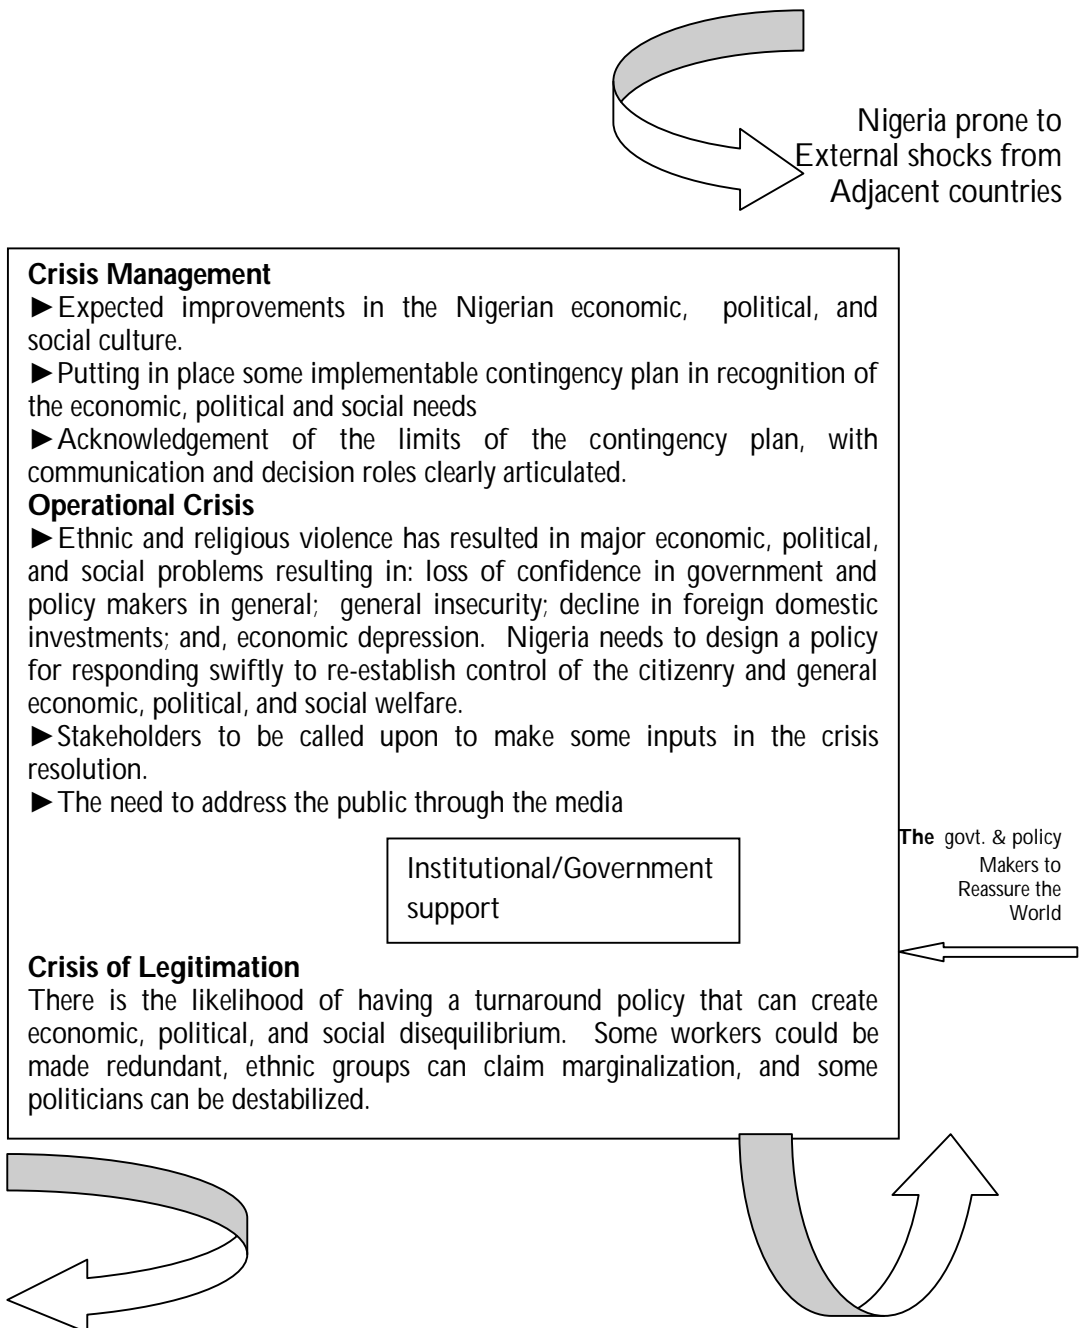 Nigeria prone to
External shocks from
Adjacent countries
Crisis Management
►Expected improvements in the Nigerian economic, political, and
social culture.
►Putting in place some implementable contingency plan in recognition of
the economic, political and social needs
►Acknowledgement of the limits of the contingency plan, with
communication and decision roles clearly articulated.
Operational Crisis
►Ethnic and religious violence has resulted in major economic, political,
and social problems resulting in: loss of confidence in government and
policy makers in general; general insecurity; decline in foreign domestic
investments; and, economic depression. Nigeria needs to design a policy
for responding swiftly to re-establish control of the citizenry and general
economic, political, and social welfare.
►Stakeholders to be called upon to make some inputs in the crisis
resolution.
►The need to address the public through the media
Institutional/Government
support
The govt. & policy
Makers to
Reassure the
World
Crisis of Legitimation
There is the likelihood of having a turnaround policy that can create
economic, political, and social disequilibrium. Some workers could be
made redundant, ethnic groups can claim marginalization, and some
politicians can be destabilized.